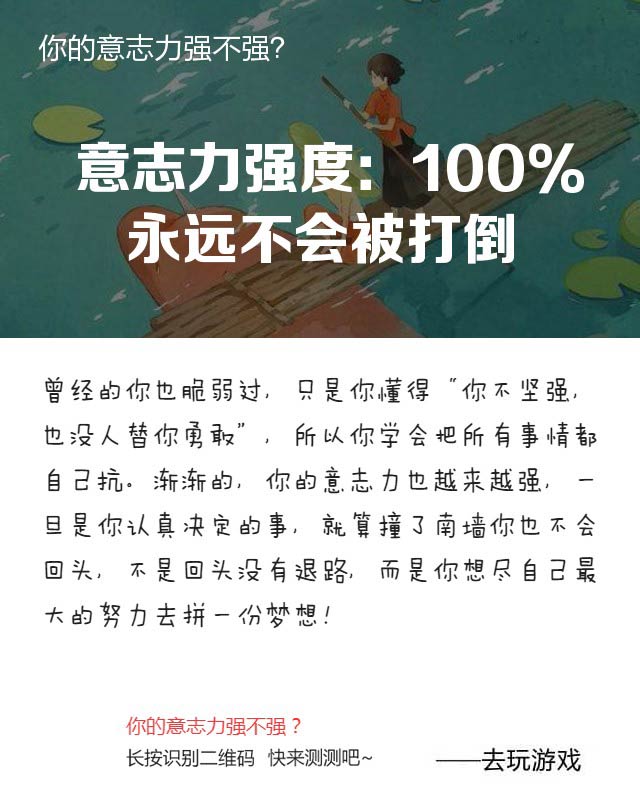 你的意志力强不强?
意志力强度：100%
永远不会被打倒
曾经的你也脆弱过，只是你懂得“你不坚强，
也没人替你勇敢”，所以你学会把所有事情都
自己抗。渐渐的，你的意志力也越来越强，一
旦是你认真决定的事，就算撞了南墙你也不会
回头，不是回头没有退路，而是你想尽自己最
大的努力去拼一份梦想！
你的意志力强不强？
长按识别二维码 快来测测吧~
——去玩游戏